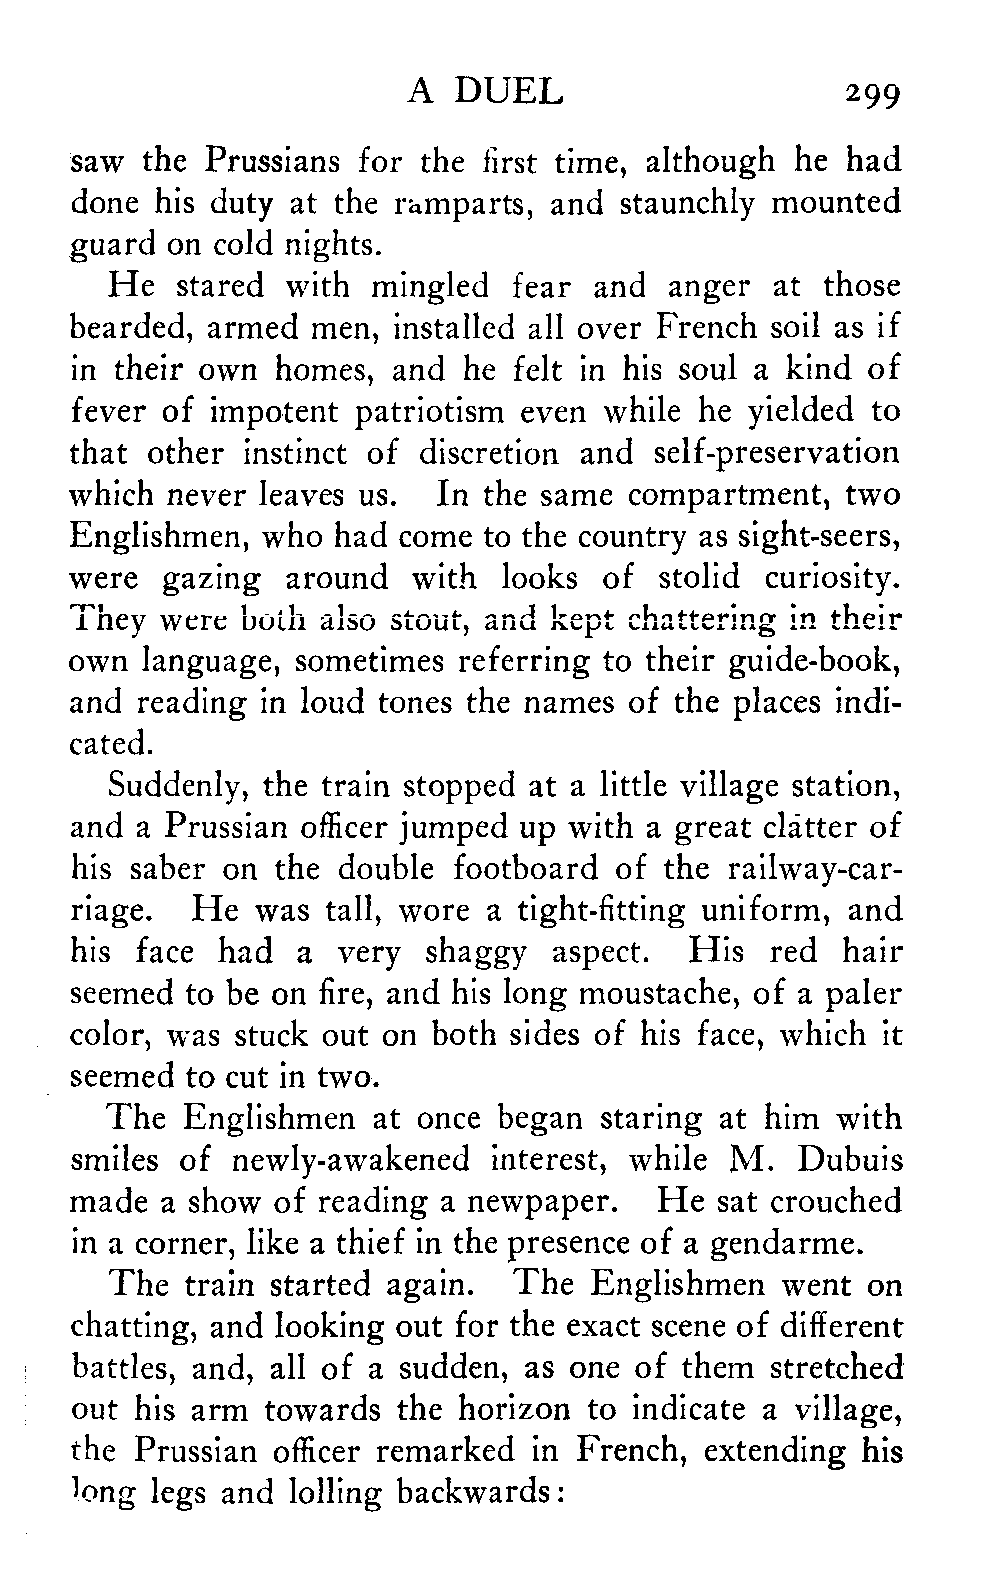 A DUEL 299
saw the Prussians for the first time, although he had
done his duty at the ramparts, and staunchly mounted
guard on cold nights.
He stared with mingled fear and anger at those
bearded, armed men, installed all over French soil as if
in their own homes, and he felt in his soul a kind of
fever of impotent patriotism even while he yielded to
that other instinct of discretion and self-preservation
which never leaves us. In the same compartment, two
Englishmen, who had come to the country as sight-seers,
were gazing around with looks of stolid curiosity.
They were both also stout, and kept chattering in their
own language, sometimes referring to their guide-book,
and reading in loud tones the names of the places indi-
cated.
Suddenly, the train stopped at a little village station,
and a Prussian officer jumped up with a great clatter of
his saber on the double footboard of the railway-car-
riage. He was tall, wore a tight-fitting uniform, and
his face had a very shaggy aspect. His red hair
seemed to be on fire, and his long moustache, of a paler
color, was stuck out on both sides of his face, which it
seemed to cut in two.
The Englishmen at once began staring at him with
smiles of newly-awakened interest, while M. Dubuis
made a show of reading a newpaper. He sat crouched
in a corner, like a thief in the presence of a gendarme.
The train started again. The Englishmen went on
chatting, and looking out for the exact scene of different
battles, and, all of a sudden, as one of them stretched
out his arm towards the horizon to indicate a village,
the Prussian officer remarked in French, extending his
long legs and lolling backwards: